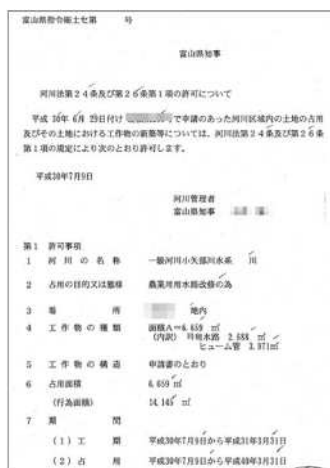 富山県指令砺土セ第　　号
富山県知事
河川法第24条及び第26条第1項の許可について
平成30年6月29日付け　　で申請のあった河川区域内の土地の占用
及びその土地における工作物の新築等については、河川法第24条及び第26条
第1項の規定により次のとおり許可します。
平成30年7月9日
河川管理者
富山県知事
第1　許可事項
1　河川の名称　一級河川小矢部川水系　　川
2　占用の目的又は態様　農業用用水路改修の為
3　場所　　　地内
4　工作物の種類　面積A=6.659㎡
(内訳)　用水路　2.688㎡
ヒューム管　3.971㎡
5　工作物の構造　申請書のとおり
6　占用面積　6.659㎡
(行為面積)　14.145㎡
7　期間
(1)工期　平成30年7月9日から平成31年3月31日
(2)占用　平成30年7月9日から平成40年3月31日